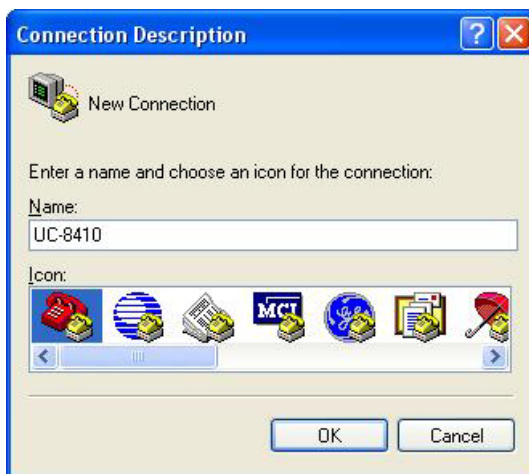 Connection Description
New Connection
Enter a name and choose an icon for the connection:
Name:
UC-8410
Icon:
MCI
OK
Cancel